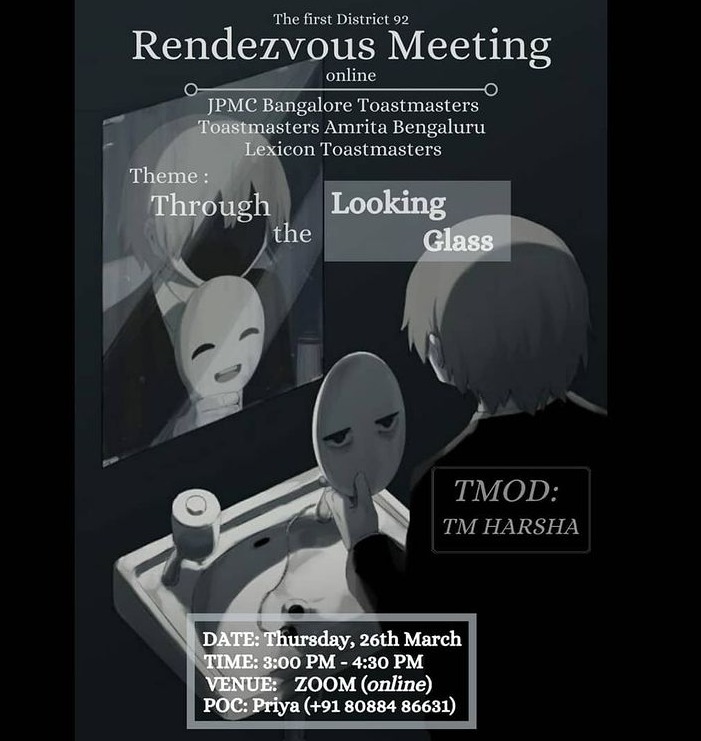 The first District 92
Rendezvous Meeting
online
JPMC Bangalore Toastmasters
Toastmasters Amrita Bengaluru
Lexicon Toastmasters
Theme :
Through
the
Looking
Glass
TMOD:
TM HARSHA
DATE: Thursday, 26th March
TIME: 3:00 PM - 4:30 PM
VENUE: ZOOM (online)
POC: Priya (+91 80884 86631)